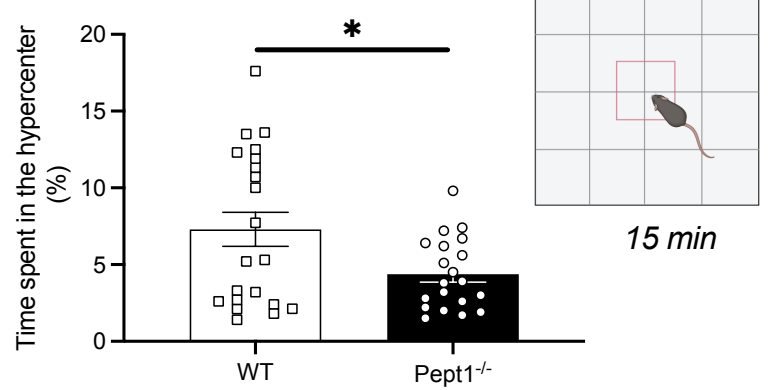 Time spent in the hypercenter
(%)
20
15
10
5
0
*
WT
Pept1-/-
15 min